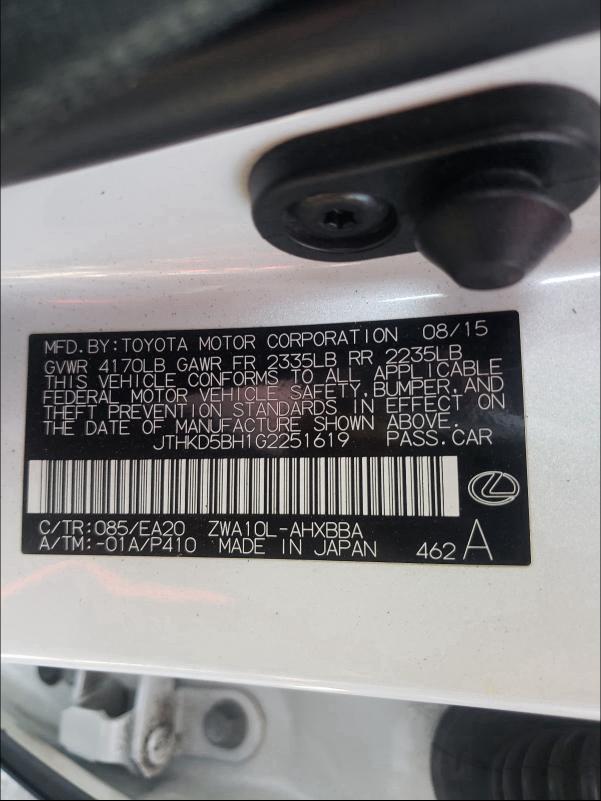 MFD.BY:TOYOTA MOTOR CORPORATION 08/15
GVWR 4170LB GAWR FR 2335LB RR 2235LB
THIS VEHICLE CONFORMS TO ALL APPLICABLE
FEDERAL MOTOR VEHICLE SAFETY,BUMPER,AND
THEFT PREVENTION STANDARDS IN EFFECT ON
THE DATE OF MANUFACTURE SHOWN ABOVE.
JTHKD5BH1G2251619 PASS.CAR
C/TR:085/EA20 ZWA10L-AHXBBA
A/TM:-01A/P410 MADE IN JAPAN 462 A